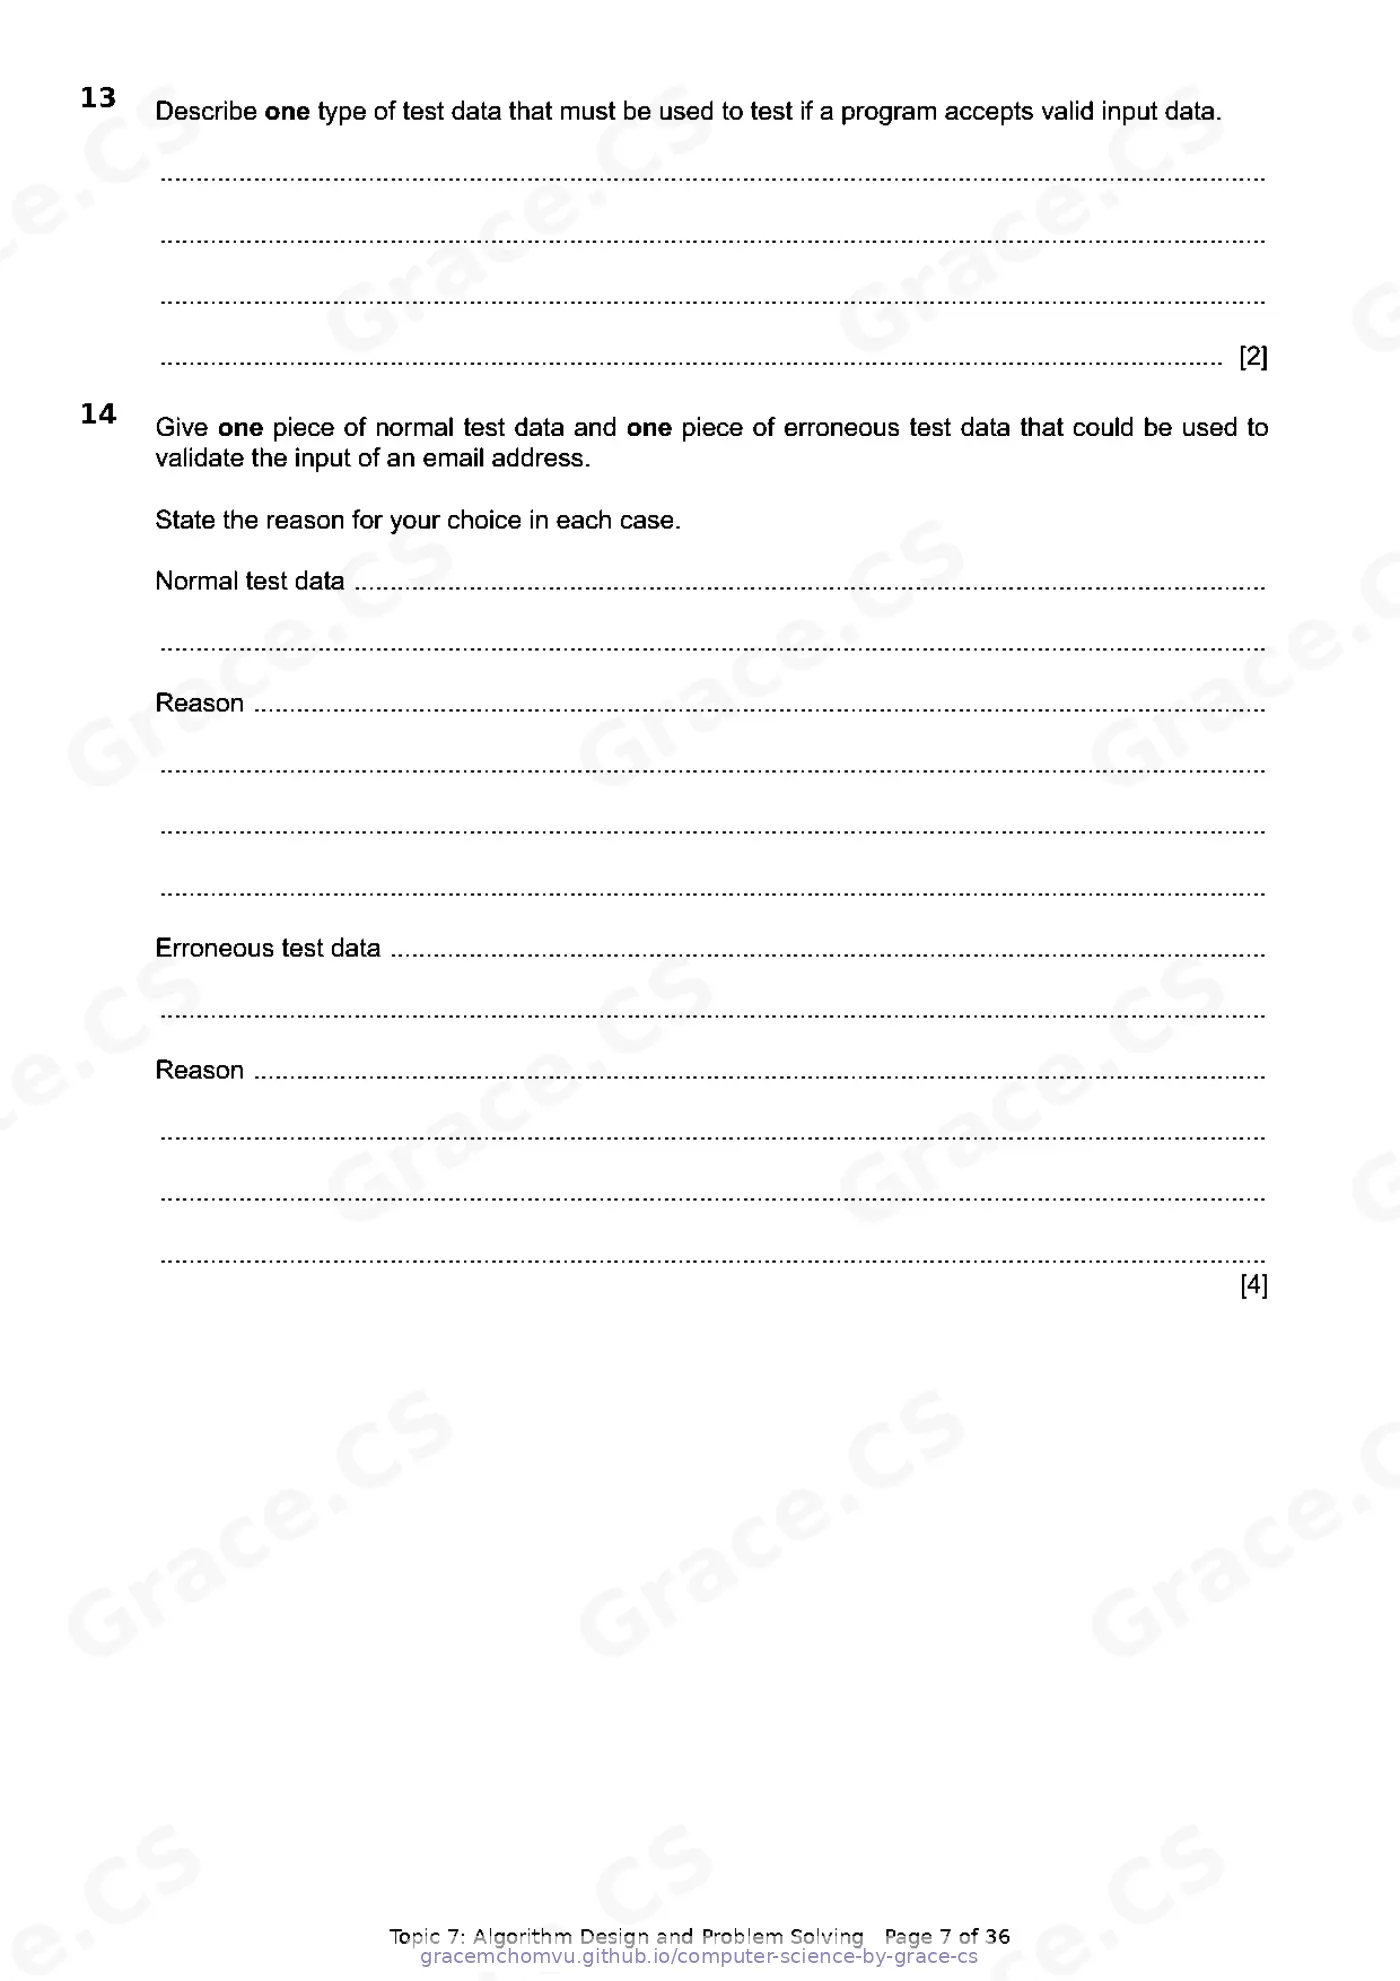 13
Describe one type of test data that must be used to test if a program accepts valid input data.
[2]
14
Give one piece of normal test data and one piece of erroneous test data that could be used to
validate the input of an email address.
State the reason for your choice in each case.
Normal test data
Reason
Erroneous test data
Reason
[4]
Topic 7: Algorithm Design and Problem Solving Page 7 of 36
gracemchomvu.github.io/computer-science-by-grace-cs
Grace.CS